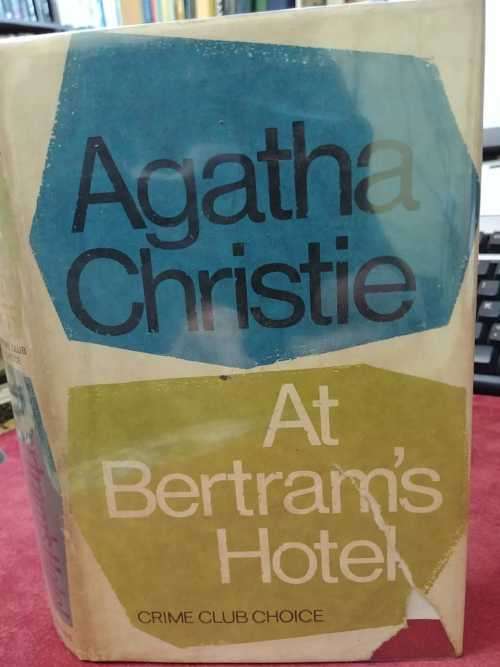 Agatha
Christie
At
Bertram's
Hotel
CRIME CLUB CHOICE